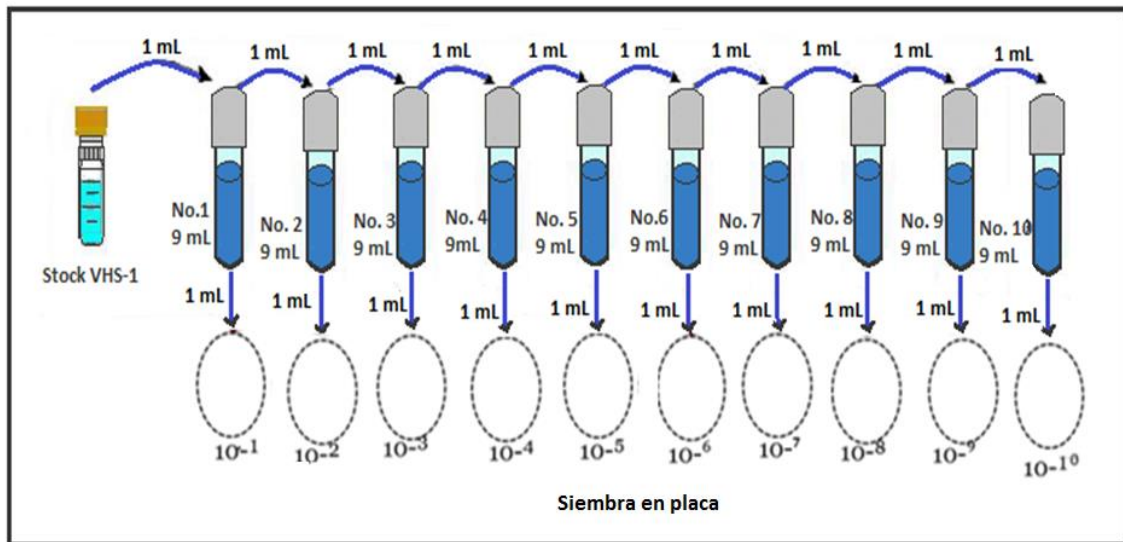 1 mL
1 mL
1 mL
1 mL
1 mL
1 mL
1 mL
1 mL
1 mL
1 mL
Stock VHS-1
No.1
9 mL
No. 2
9 mL
No. 3
9 mL
No. 4
9mL
No. 5
9 mL
No.6
9 mL
No. 7
9 mL
No. 8
9 mL
No. 9
9 mL
No. 10
9 mL
1 mL
1 mL
1 mL
1 mL
1 mL
1 mL
1 mL
1 mL
1 mL
1 mL
10-1
10-2
10-3
10-4
10-5
10-6
10-7
10-8
10-9
10-10
Siembra en placa